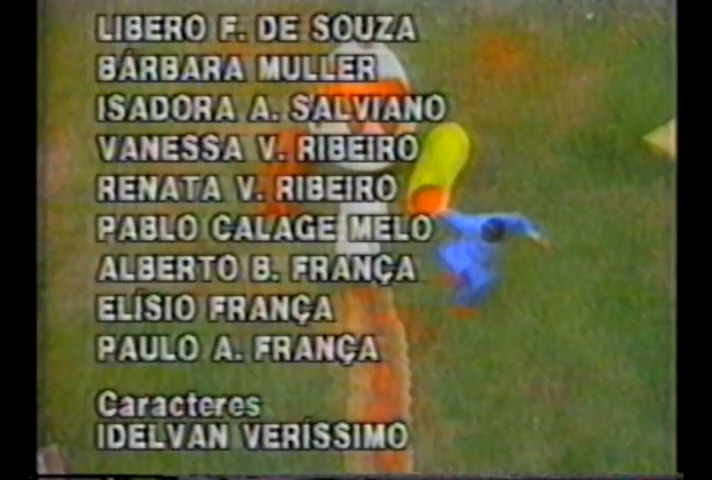 LIBERO F. DE SOUZA
BÁRBARA MULLER
ISADORA A. SALVIANO
VANESSA V. RIBEIRO
RENATA V. RIBEIRO
PABLO CALAGE MELO
ALBERTO B. FRANÇA
ELÍSIO FRANÇA
PAULO A. FRANÇA
Caracteres
IDELVAN VERÍSSIMO